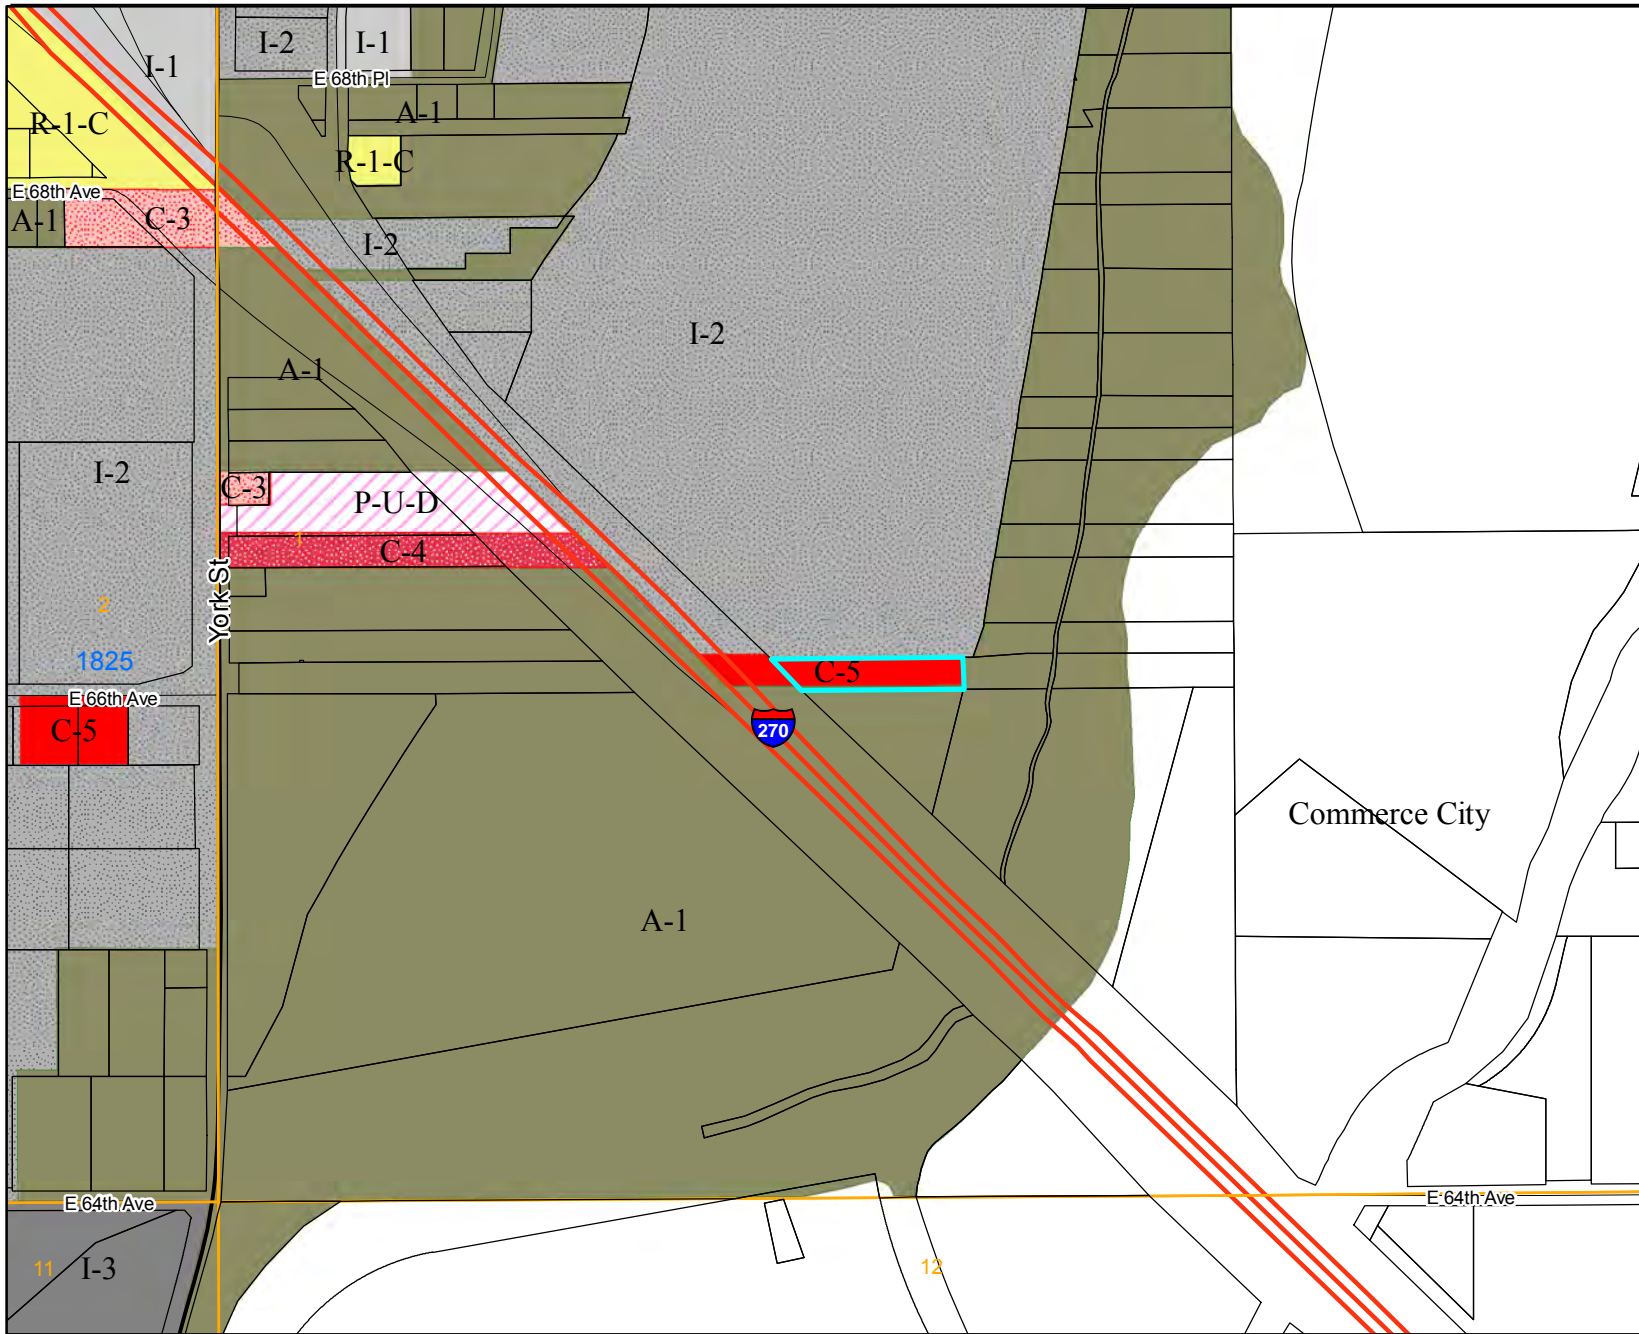 I-2
I-1
I-1
E 68th Pl
A-1
R-1-C
R-1-C
E 68th Ave
A-1
C-3
I-2
I-2
A-1
I-2
C-3
P-U-D
1
C-4
York St
2
1825
C-5
E 66th Ave
C-5
270
Commerce City
A-1
E 64th Ave
E 64th Ave
11
I-3
12